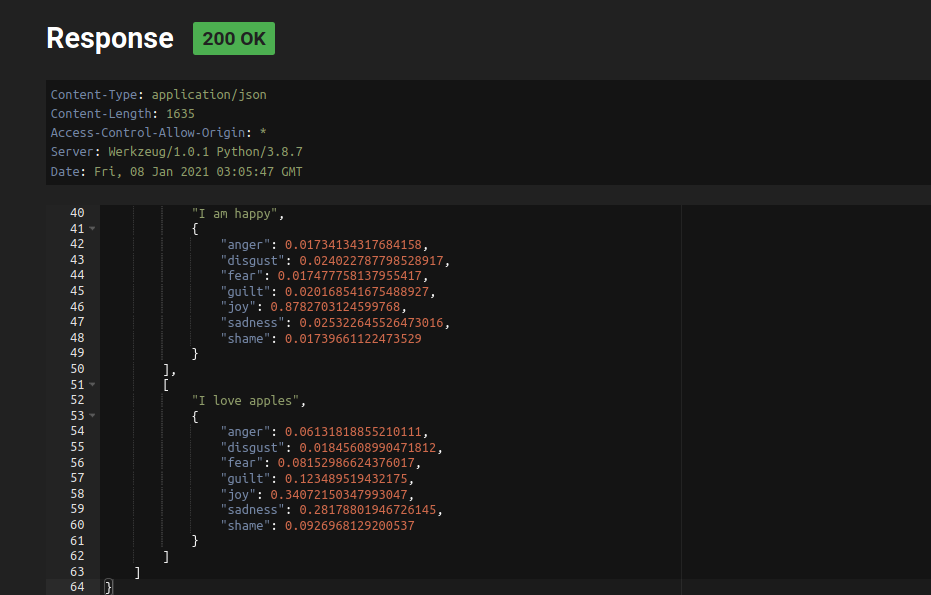 Response 200 OK
Content-Type: application/json
Content-Length: 1635
Access-Control-Allow-Origin: *
Server: Werkzeug/1.0.1 Python/3.8.7
Date: Fri, 08 Jan 2021 03:05:47 GMT
40 "I am happy",
41 {
42 "anger": 0.01734134317684158,
43 "disgust": 0.024022787798528917,
44 "fear": 0.017477758137955417,
45 "guilt": 0.020168541675488927,
46 "joy": 0.8782703124599768,
47 "sadness": 0.025322645526473016,
48 "shame": 0.01739661122473529
49 }
50 ],
51 [
52 "I love apples",
53 {
54 "anger": 0.06131818855210111,
55 "disgust": 0.01845608990471812,
56 "fear": 0.08152986624376017,
57 "guilt": 0.123489519432175,
58 "joy": 0.34072150347993047,
59 "sadness": 0.28178801946726145,
60 "shame": 0.0926968129200537
61 }
62 ]
63 ]
64 }